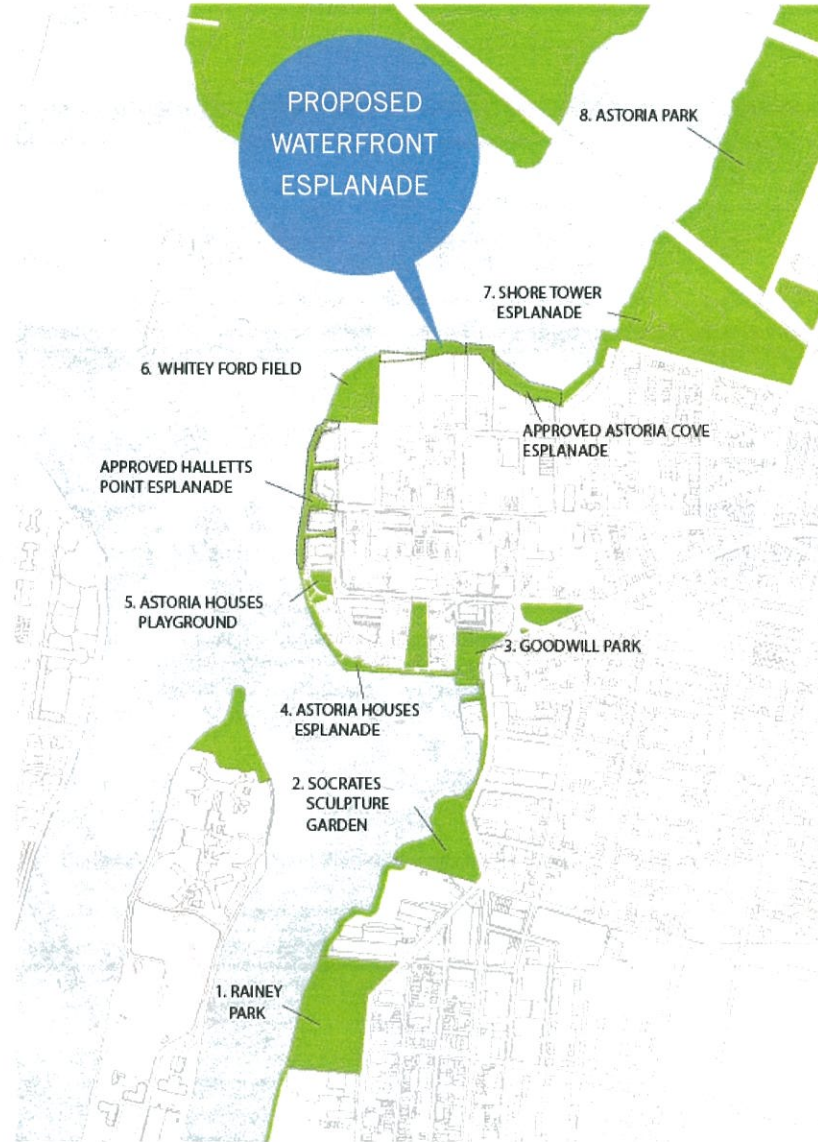 PROPOSED
WATERFRONT
ESPLANADE
8. ASTORIA PARK
7. SHORE TOWER
ESPLANADE
6. WHITEY FORD FIELD
APPROVED ASTORIA COVE
ESPLANADE
APPROVED HALLETTS
POINT ESPLANADE
5. ASTORIA HOUSES
PLAYGROUND
3. GOODWILL PARK
4. ASTORIA HOUSES
ESPLANADE
2. SOCRATES
SCULPTURE
GARDEN
1. RAINEY
PARK